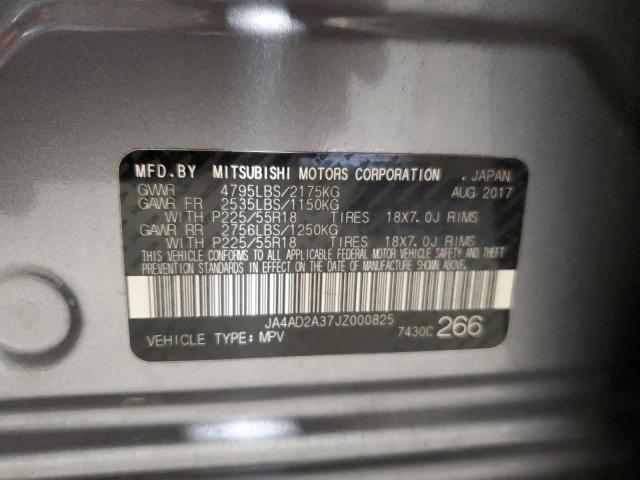 MFD.BY MITSUBISHI MOTORS CORPORATION . JAPAN
GVWR 4795LBS/2175KG AUG 2017
GAWR FR 2535LBS/1150KG
WITH P225/55R18 TIRES 18X7.0J RIMS
GAWR RR 2756LBS/1250KG
WITH P225/55R18 TIRES 18X7.0J RIMS
THIS VEHICLE CONFORMS TO ALL APPLICABLE FEDERAL MOTOR VEHICLE SAFETY AND THEFT
PREVENTION STANDARDS IN EFFECT ON THE DATE OF MANUFACTURE SHOWN ABOVE.
JA4AD2A37JZ000825
VEHICLE TYPE:MPV 7430C 266